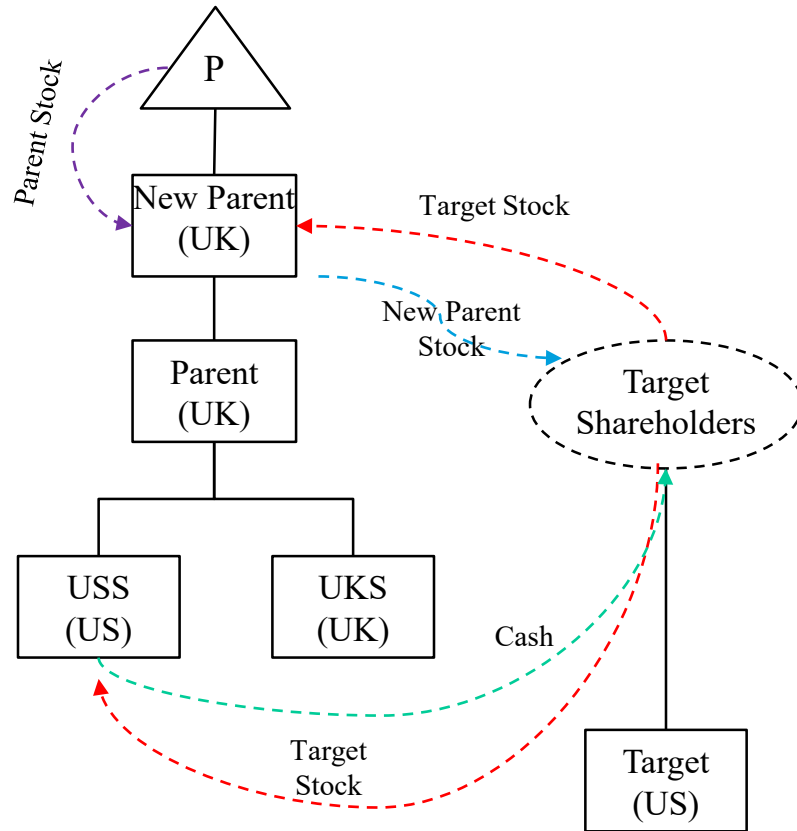 P
Parent Stock
New Parent
(UK)
Target Stock
New Parent
Stock
Parent
(UK)
Target
Shareholders
USS
(US)
UKS
(UK)
Cash
Target
Stock
Target
(US)